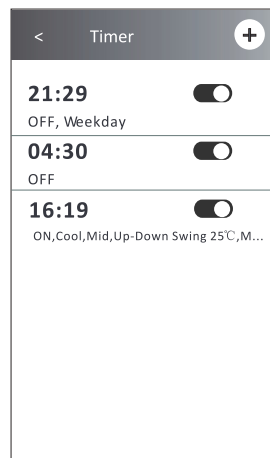 < Timer +
21:29
OFF, Weekday
04:30
OFF
16:19
ON,Cool,Mid,Up-Down Swing 25℃,M...